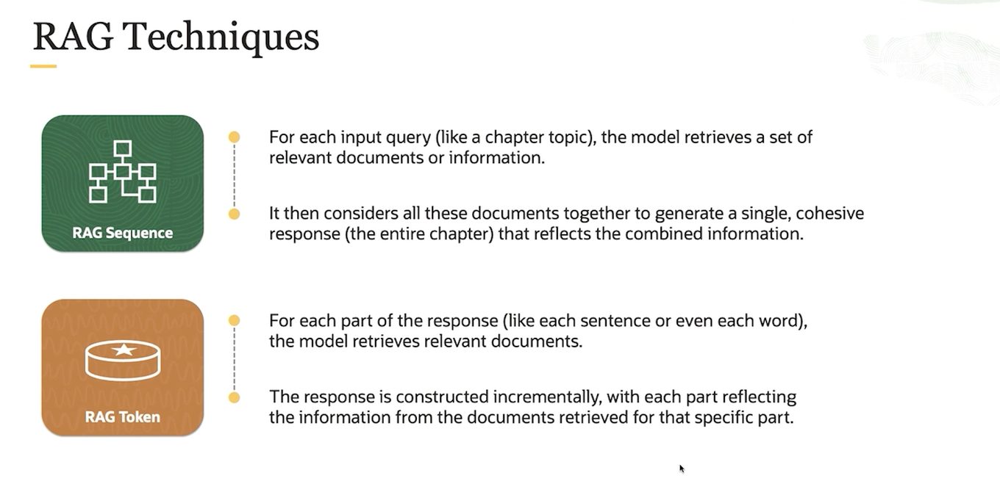 RAG Techniques
For each input query (like a chapter topic), the model retrieves a set of
relevant documents or information.
It then considers all these documents together to generate a single, cohesive
response (the entire chapter) that reflects the combined information.
RAG Sequence
For each part of the response (like each sentence or even each word),
the model retrieves relevant documents.
The response is constructed incrementally, with each part reflecting
the information from the documents retrieved for that specific part.
RAG Token